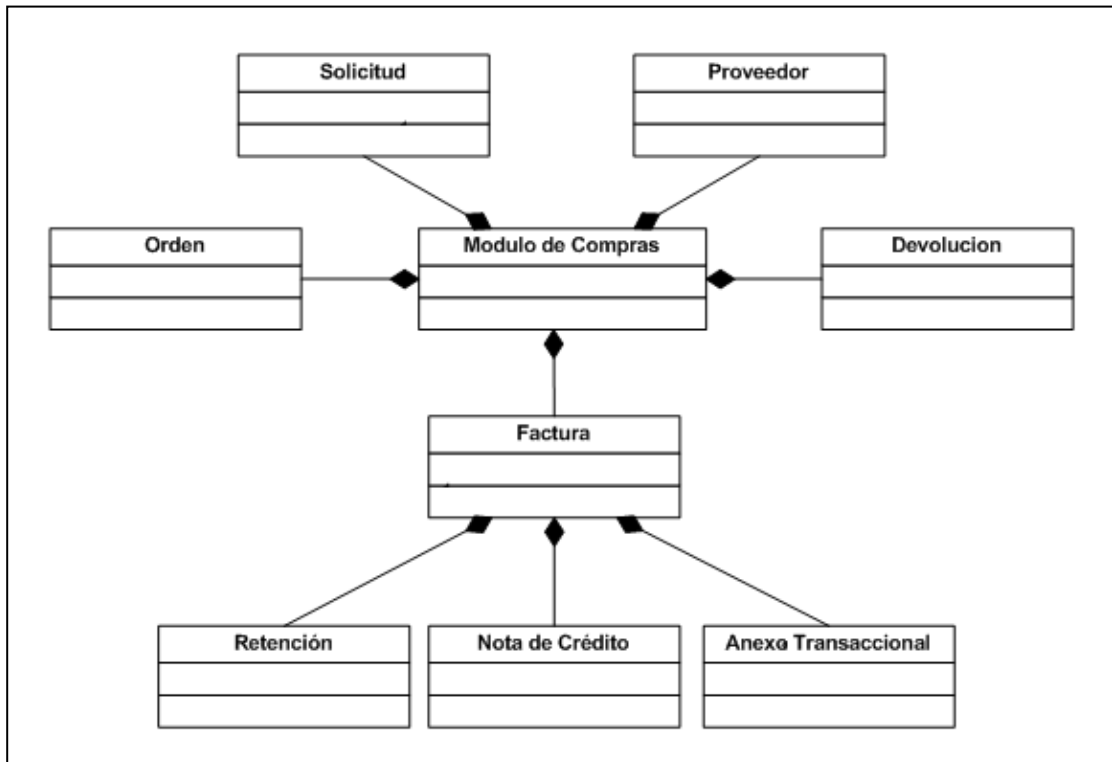 Solicitud
Proveedor
Orden
Modulo de Compras
Devolucion
Factura
Retención
Nota de Crédito
Anexo Transaccional